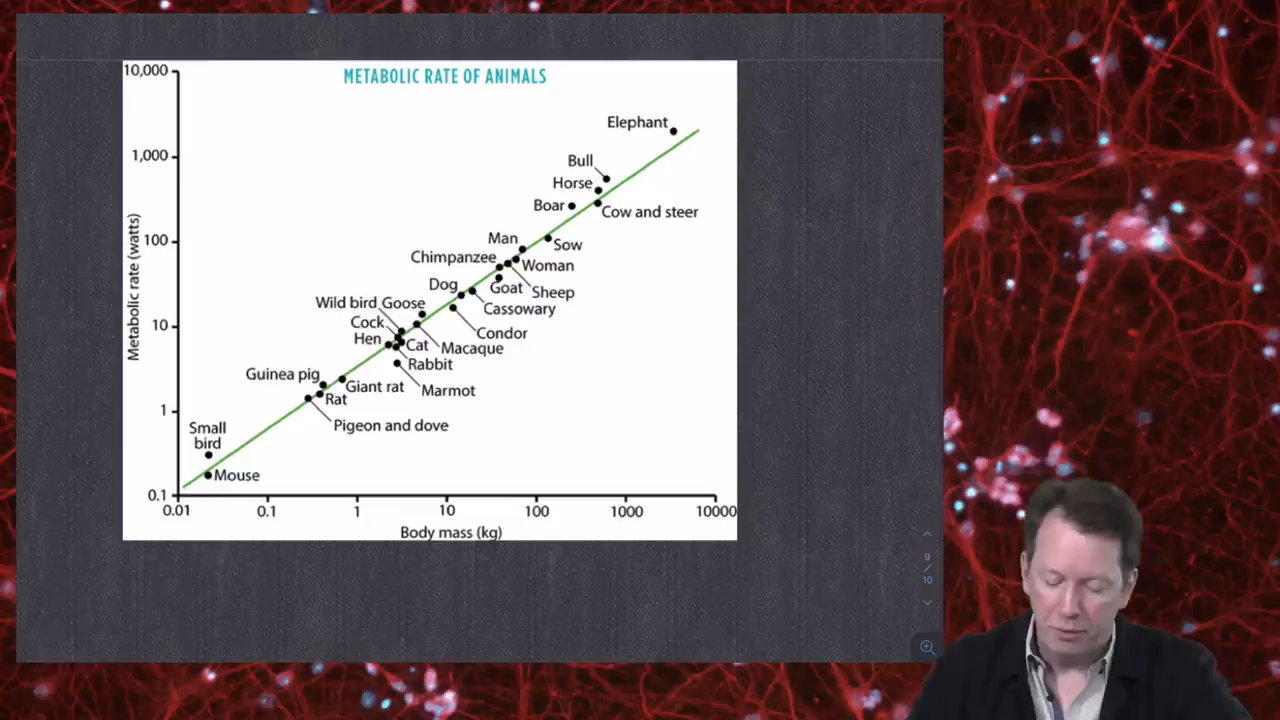 METABOLIC RATE OF ANIMALS
10,000
1,000
100
10
1
0.1
Metabolic rate (watts)
Elephant
Bull
Horse
Boar
Cow and steer
Man
Sow
Chimpanzee
Woman
Dog
Goat
Sheep
Wild bird Goose
Cassowary
Cock
Condor
Hen
Cat
Macaque
Rabbit
Guinea pig
Giant rat
Marmot
Rat
Pigeon and dove
Small
bird
Mouse
0.01
0.1
1
10
100
1000
10000
Body mass (kg)
9
/
10